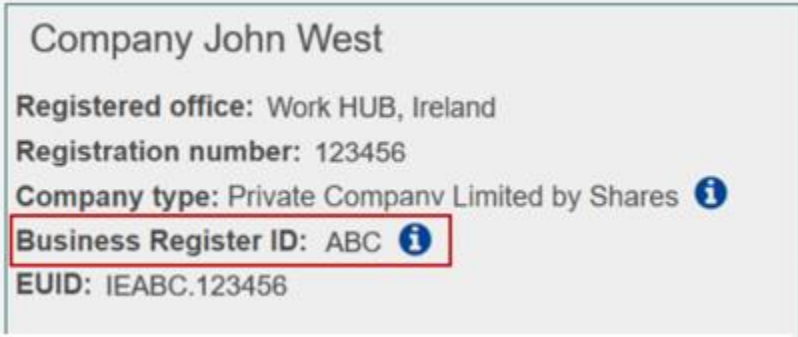 Company John West
Registered office: Work HUB, Ireland
Registration number: 123456
Company type: Private Company Limited by Shares
Business Register ID: ABC
EUID: IEABC.123456